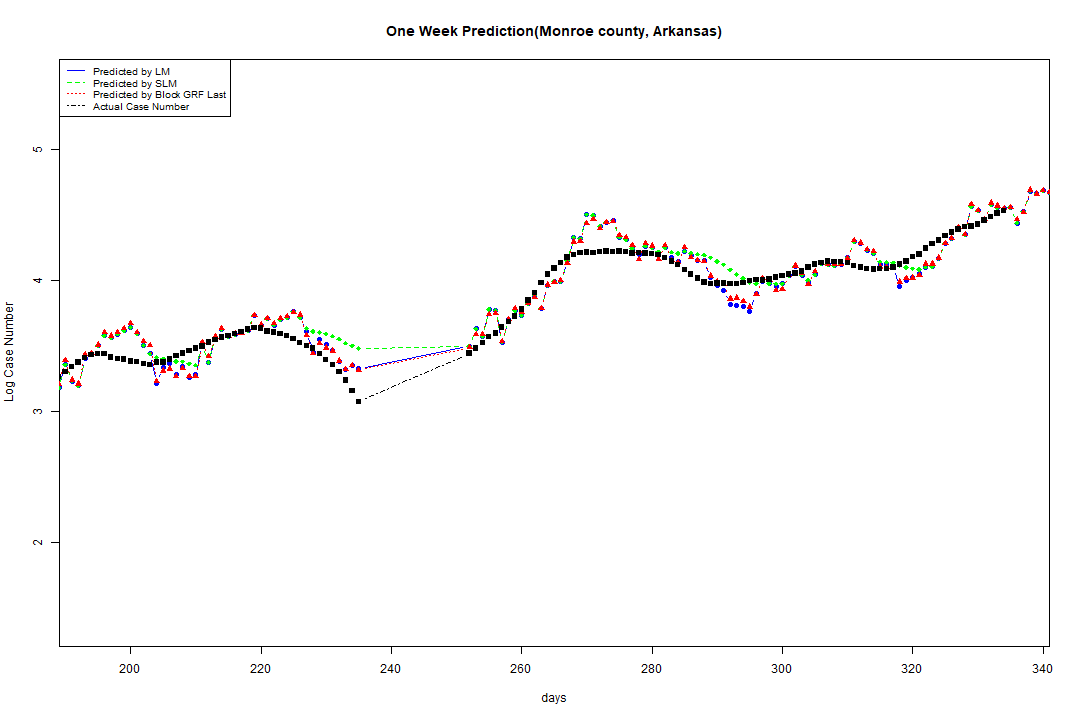 One Week Prediction(Monroe county, Arkansas)
Predicted by LM
Predicted by SLM
Predicted by Block GRF Last
Actual Case Number
5
4
3
2
Log Case Number
200 220 240 260 280 300 320 340
days